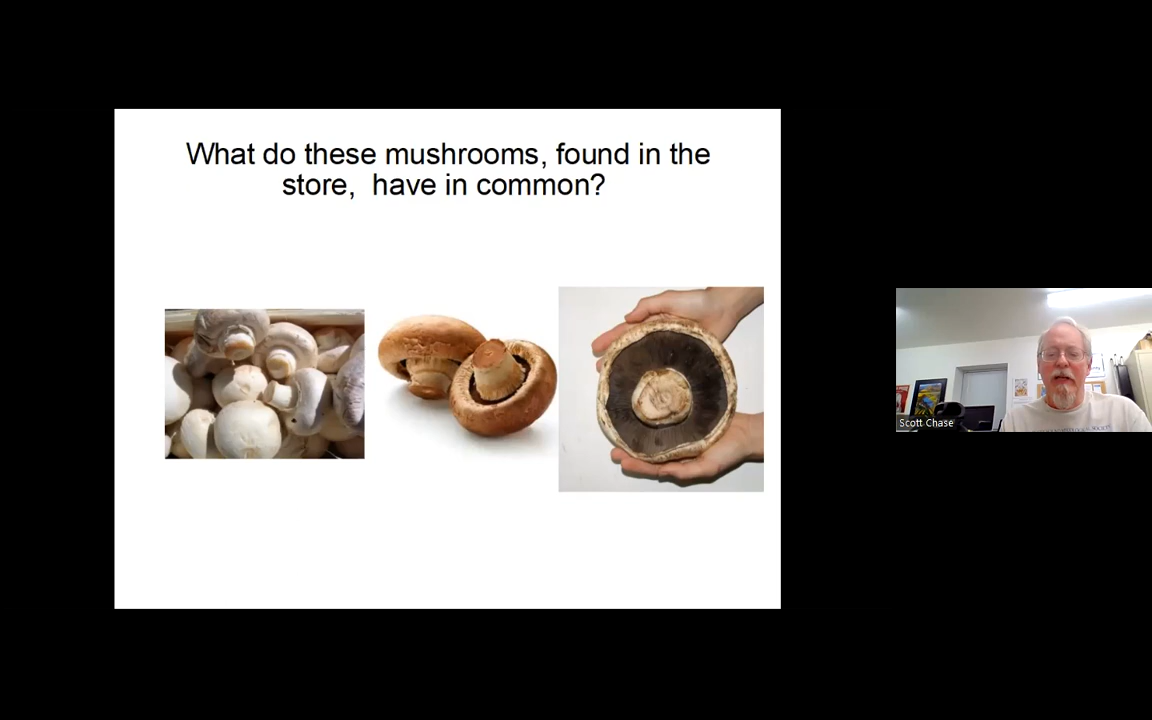 What do these mushrooms, found in the
store,  have in common?
Scott Chase